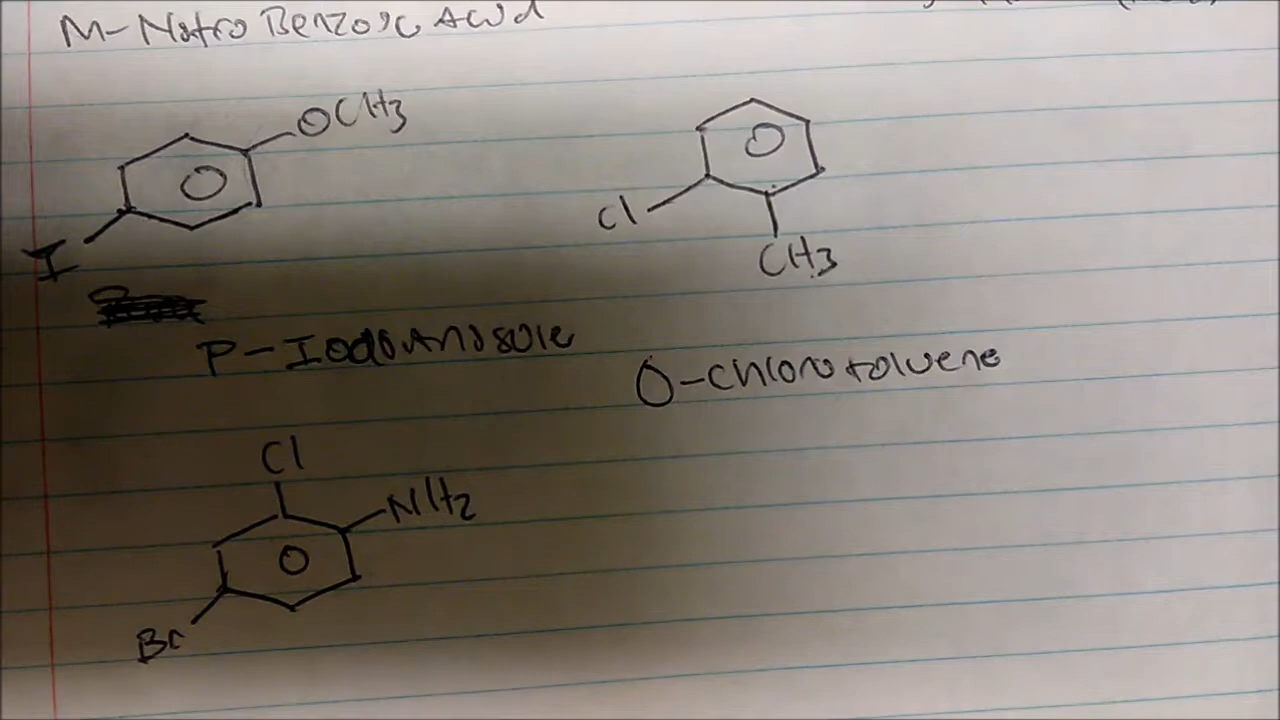 M-Nitro Benzoic Acid
OCH3
I
Cl
CH3
P-IodoAnisole
O-chlorotoluene
Cl
NH2
Br